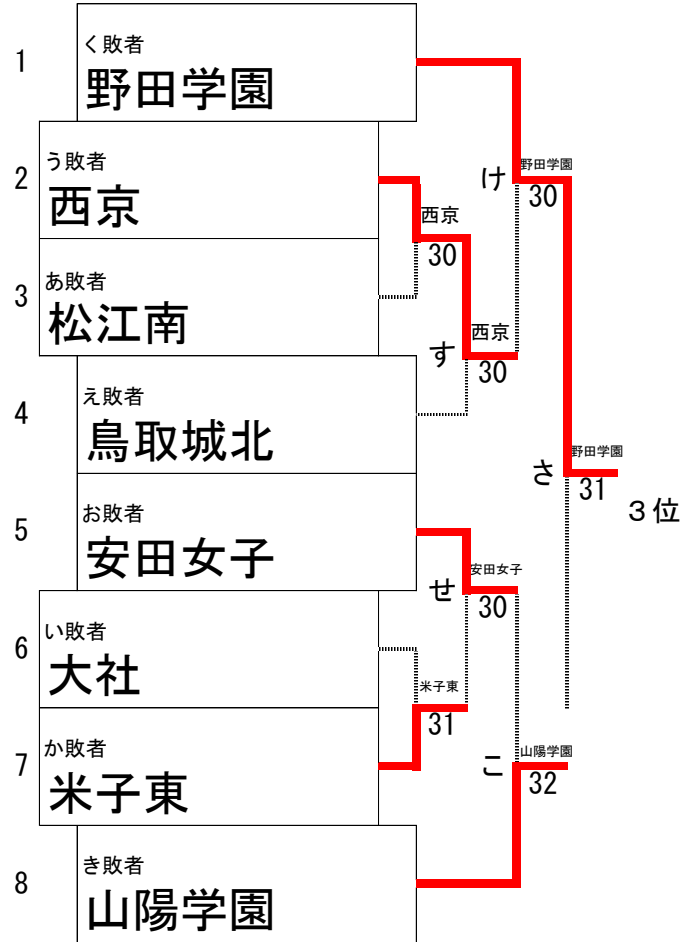 1
く敗者
野田学園
2
う敗者
西京
3
あ敗者
松江南
4
え敗者
鳥取城北
5
お敗者
安田女子
6
い敗者
大社
7
か敗者
米子東
8
き敗者
山陽学園
西京
30
す
西京
30
け
野田学園
30
さ
野田学園
31
3位
せ
安田女子
30
米子東
31
こ
山陽学園
32